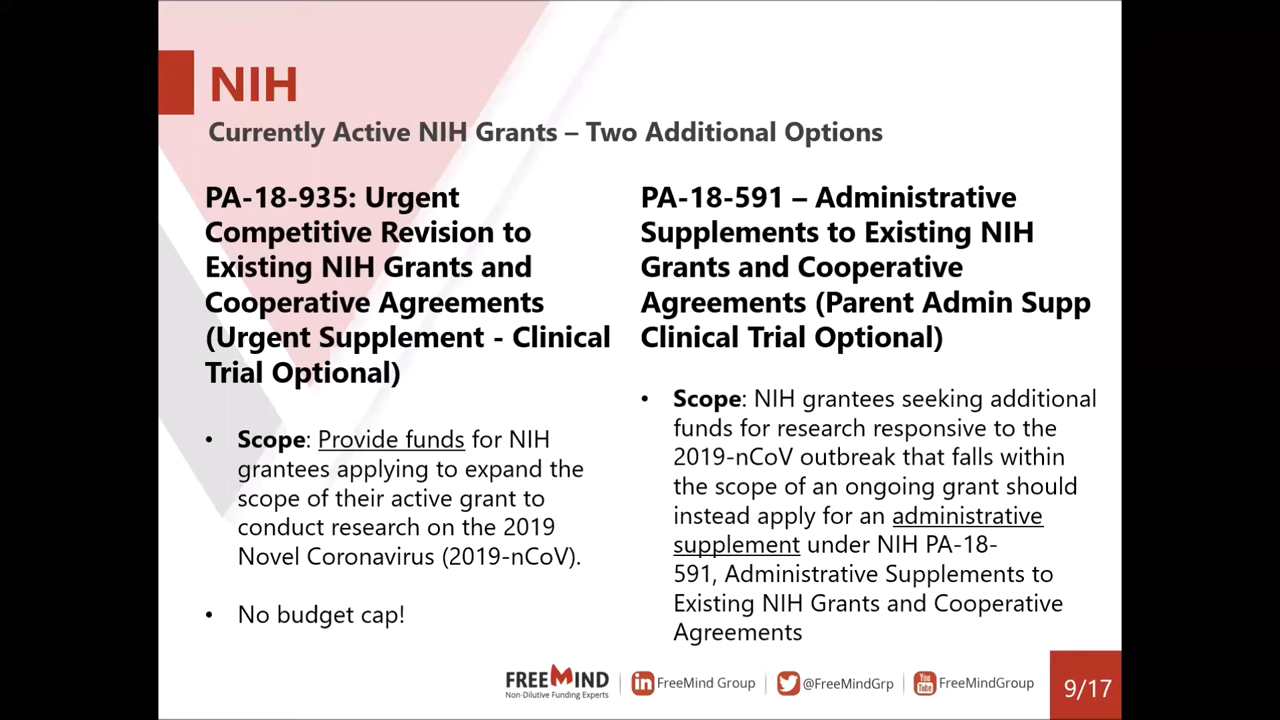 NIH
Currently Active NIH Grants – Two Additional Options
PA-18-935: Urgent
Competitive Revision to
Existing NIH Grants and
Cooperative Agreements
(Urgent Supplement - Clinical
Trial Optional)
• Scope: Provide funds for NIH
grantees applying to expand the
scope of their active grant to
conduct research on the 2019
Novel Coronavirus (2019-nCoV).
• No budget cap!
PA-18-591 – Administrative
Supplements to Existing NIH
Grants and Cooperative
Agreements (Parent Admin Supp
Clinical Trial Optional)
• Scope: NIH grantees seeking additional
funds for research responsive to the
2019-nCoV outbreak that falls within
the scope of an ongoing grant should
instead apply for an administrative
supplement under NIH PA-18-
591, Administrative Supplements to
Existing NIH Grants and Cooperative
Agreements
FREEMIND
Non-Dilutive Funding Experts
in FreeMind Group
@FreeMindGrp
You Tube FreeMindGroup
9/17